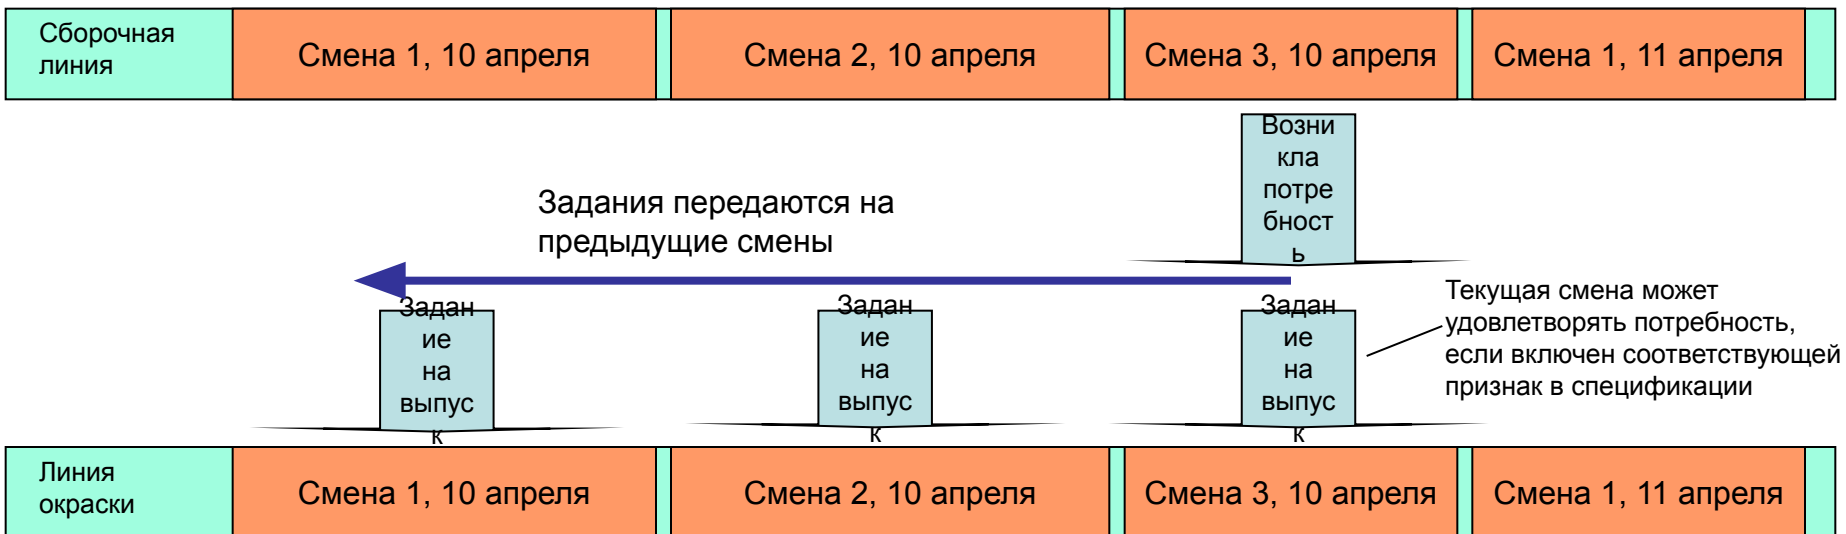 Сборочная
линия
Смена 1, 10 апреля
Смена 2, 10 апреля
Смена 3, 10 апреля
Смена 1, 11 апреля
Возни
кла
потре
бност
ь
Задания передаются на
предыдущие смены
Задан
ие
на
выпус
к
Задан
ие
на
выпус
к
Задан
ие
на
выпус
к
Текущая смена может
удовлетворять потребность,
если включен соответствующей
признак в спецификации
Линия
окраски
Смена 1, 10 апреля
Смена 2, 10 апреля
Смена 3, 10 апреля
Смена 1, 11 апреля